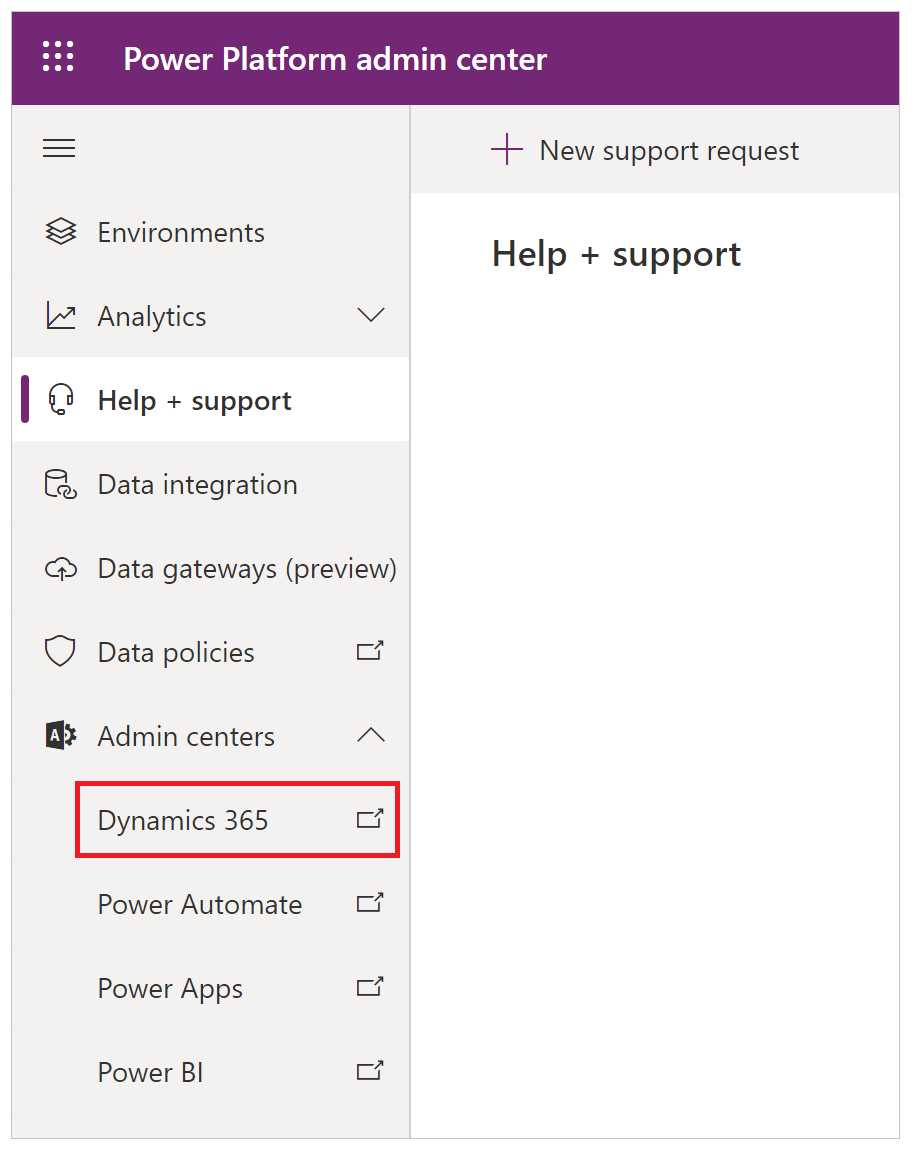 Power Platform admin center
New support request
Environments
Help + support
Analytics
Help + support
Data integration
Data gateways (preview)
Data policies
Admin centers
Dynamics 365
Power Automate
Power Apps
Power BI